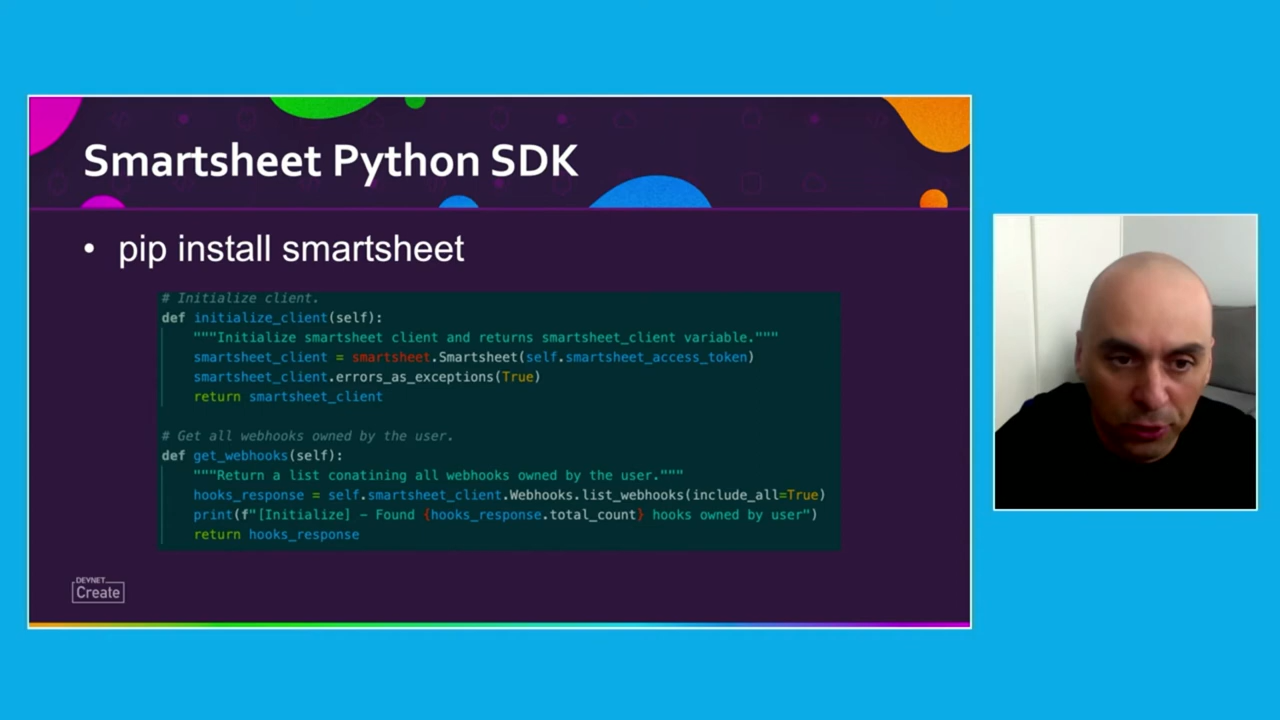 Smartsheet Python SDK
• pip install smartsheet
# Initialize client.
def initialize_client(self):
"""Initialize smartsheet client and returns smartsheet_client variable."""
smartsheet_client = smartsheet.Smartsheet(self.smartsheet_access_token)
smartsheet_client.errors_as_exceptions(True)
return smartsheet_client
# Get all webhooks owned by the user.
def get_webhooks(self):
"""Return a list conatining all webhooks owned by the user."""
hooks_response = self.smartsheet_client.Webhooks.list_webhooks(include_all=True)
print(f"[Initialize] – Found {hooks_response.total_count} hooks owned by user")
return hooks_response
DEVNET
Create